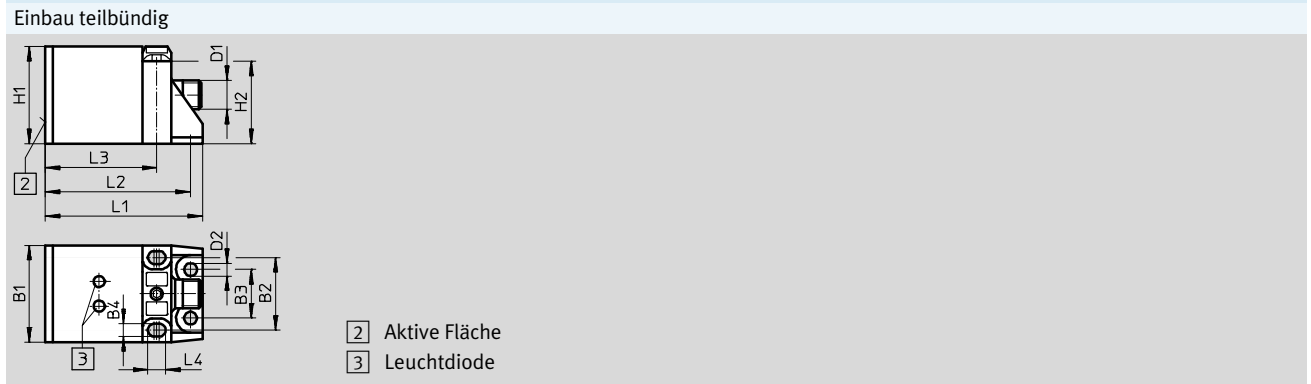 Einbau teilbündig
H1
D1
H2
L3
2
L2
L1
D2
B1
B4
B3
B2
3
L4
2 Aktive Fläche
3 Leuchtdiode